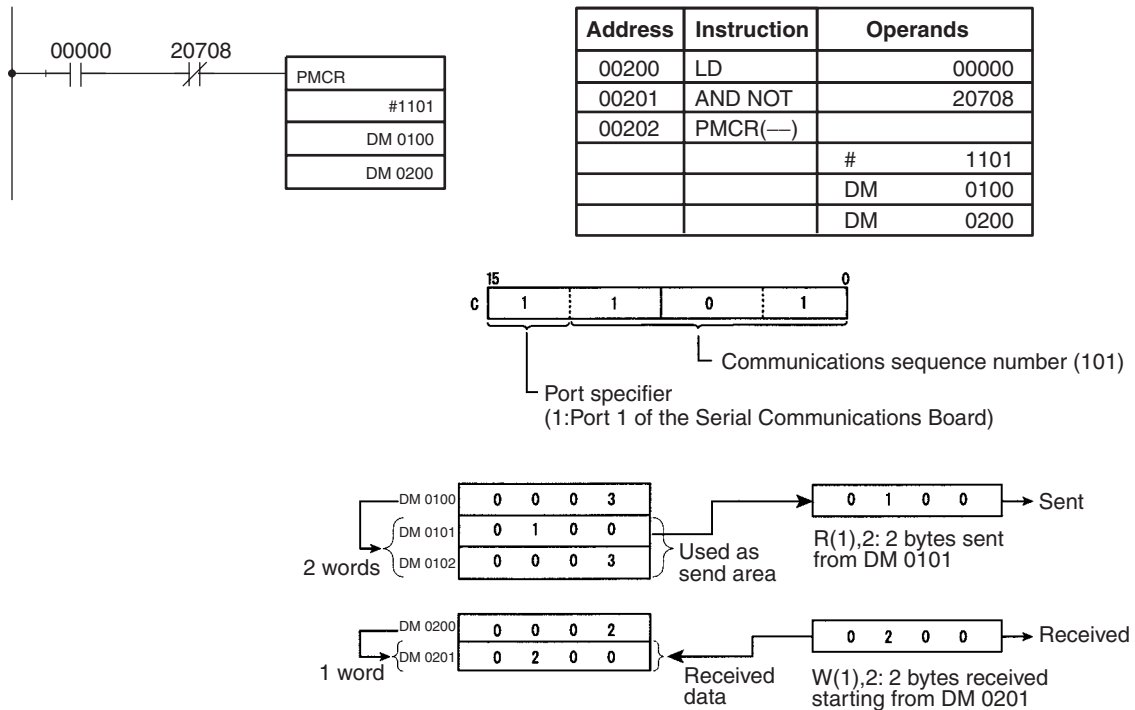 00000 20708
PMCR
#1101
DM 0100
DM 0200
Address Instruction Operands
00200 LD 00000
00201 AND NOT 20708
00202 PMCR(––)
# 1101
DM 0100
DM 0200
15 0
C 1 1 0 1
Communications sequence number (101)
Port specifier
(1:Port 1 of the Serial Communications Board)
DM 0100 0 0 0 3
DM 0101 0 1 0 0
DM 0102 0 0 0 3
2 words
Used as
send area
0 1 0 0 Sent
R(1),2: 2 bytes sent
from DM 0101
DM 0200 0 0 0 2
DM 0201 0 2 0 0
1 word
Received
data
0 2 0 0 Received
W(1),2: 2 bytes received
starting from DM 0201